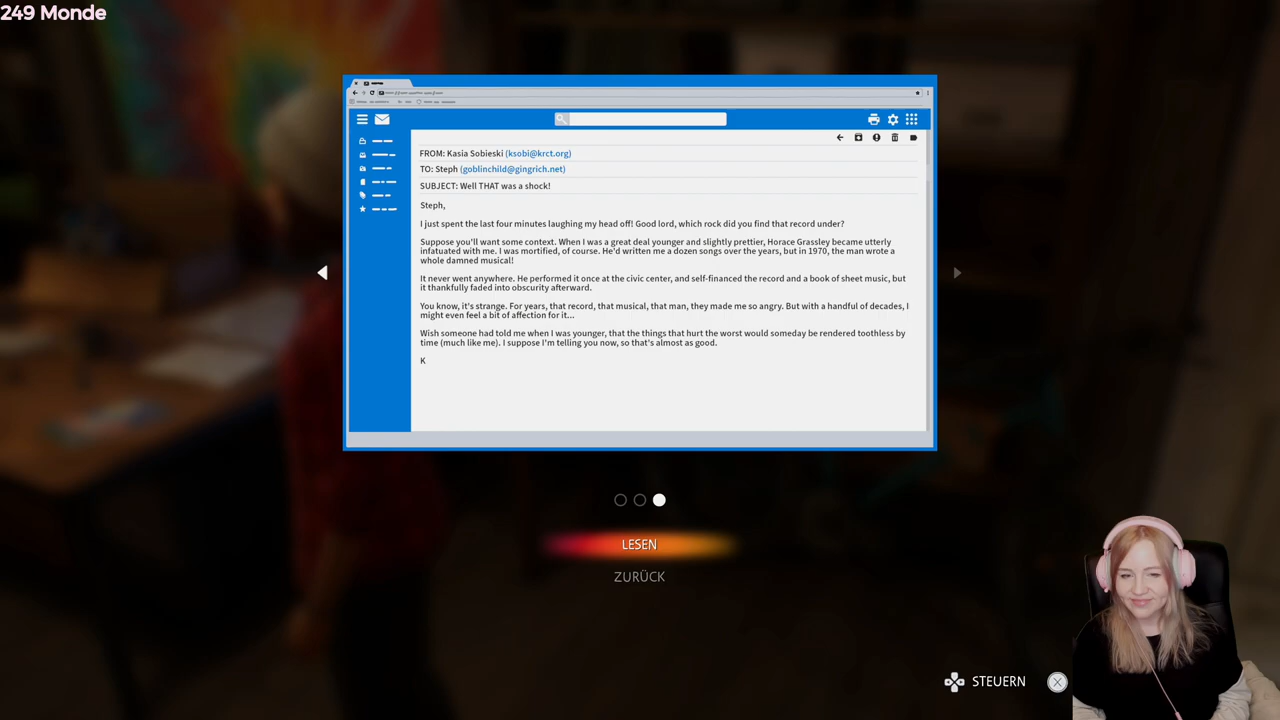 249 Monde
FROM: Kasia Sobieski (ksobi@krct.org)
TO: Steph (goblinchild@gingrich.net)
SUBJECT: Well THAT was a shock!
Steph,
I just spent the last four minutes laughing my head off! Good lord, which rock did you find that record under?
Suppose you'll want some context. When I was a great deal younger and slightly prettier, Horace Grassley became utterly
infatuated with me. I was mortified, of course. He'd written me a dozen songs over the years, but in 1970, the man wrote a
whole damned musical!
It never went anywhere. He performed it once at the civic center, and self-financed the record and a book of sheet music, but
it thankfully faded into obscurity afterward.
You know, it's strange. For years, that record, that musical, that man, they made me so angry. But with a handful of decades, I
might even feel a bit of affection for it...
Wish someone had told me when I was younger, that the things that hurt the worst would someday be rendered toothless by
time (much like me). I suppose I'm telling you now, so that's almost as good.
K
LESEN
ZURÜCK
STEUERN